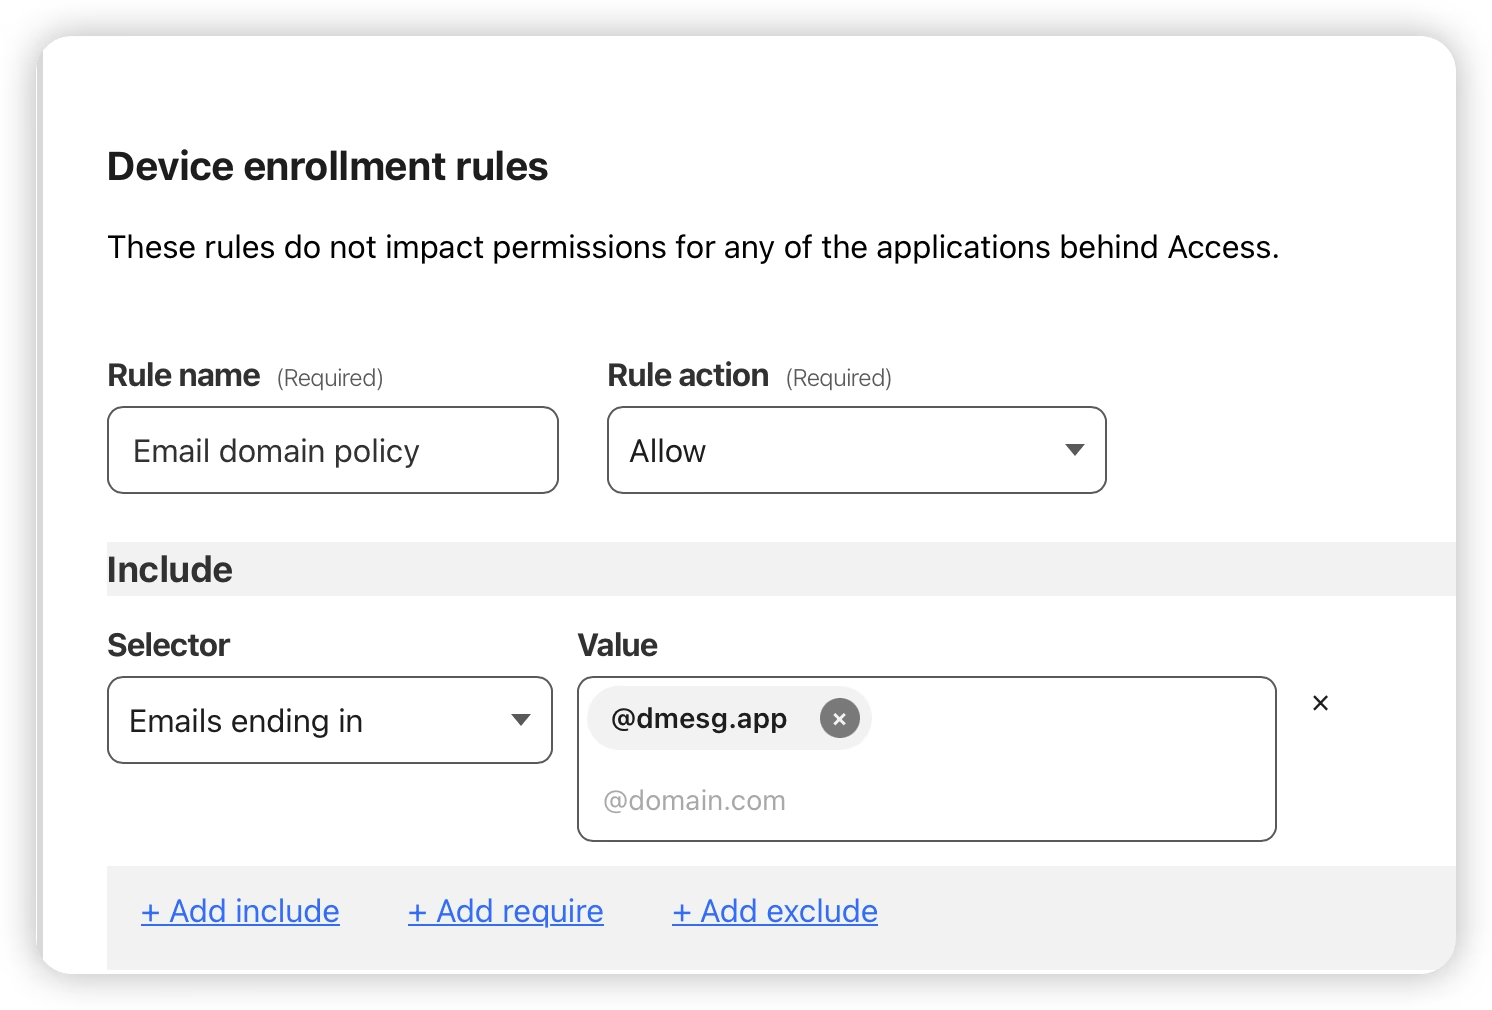 Device enrollment rules
These rules do not impact permissions for any of the applications behind Access.
Rule name (Required) Rule action (Required)
Email domain policy Allow
Include
Selector Value
Emails ending in @dmesg.app ×
@domain.com
+ Add include + Add require + Add exclude